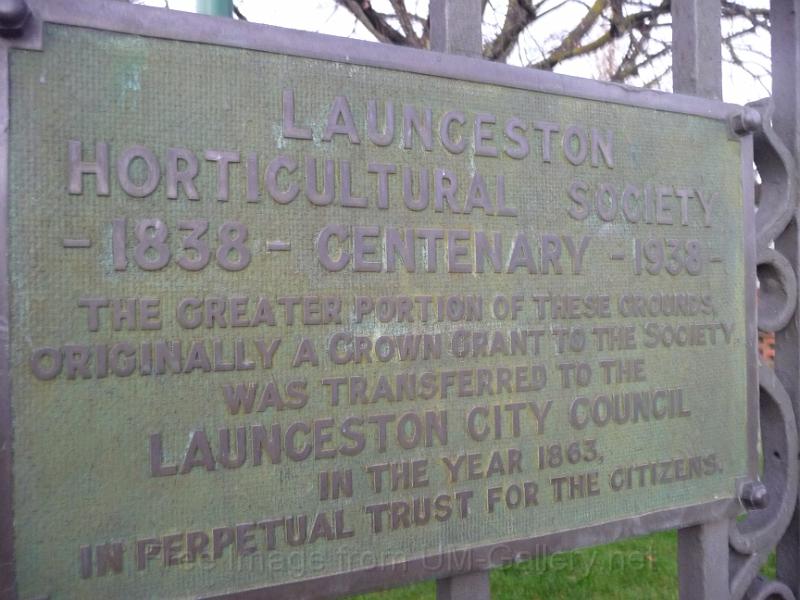 LAUNCESTON
HORTICULTURAL SOCIETY
- 1838 - CENTENARY - 1938 -
THE GREATER PORTION OF THESE GROUNDS,
ORIGINALLY A CROWN GRANT TO THE SOCIETY,
WAS TRANSFERRED TO THE
LAUNCESTON CITY COUNCIL
IN THE YEAR 1863,
IN PERPETUAL TRUST FOR THE CITIZENS.
Free Image from UM-Gallery.net